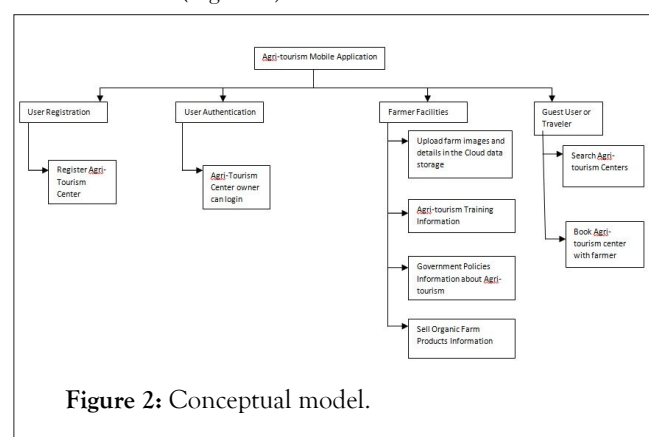 Agri-tourism Mobile Application
User Registration
User Authentication
Farmer Facilities
Guest User or
Traveler
Register Agri-
Tourism
Center
Agri-Tourism
Center owner
can login
Upload farm images and
details in the Cloud data
storage
Agri-tourism Training
Information
Government Policies
Information about Agri-
tourism
Sell Organic Farm
Products Information
Search Agri-
tourism Centers
Book Agri-
tourism center
with farmer
Figure 2: Conceptual model.